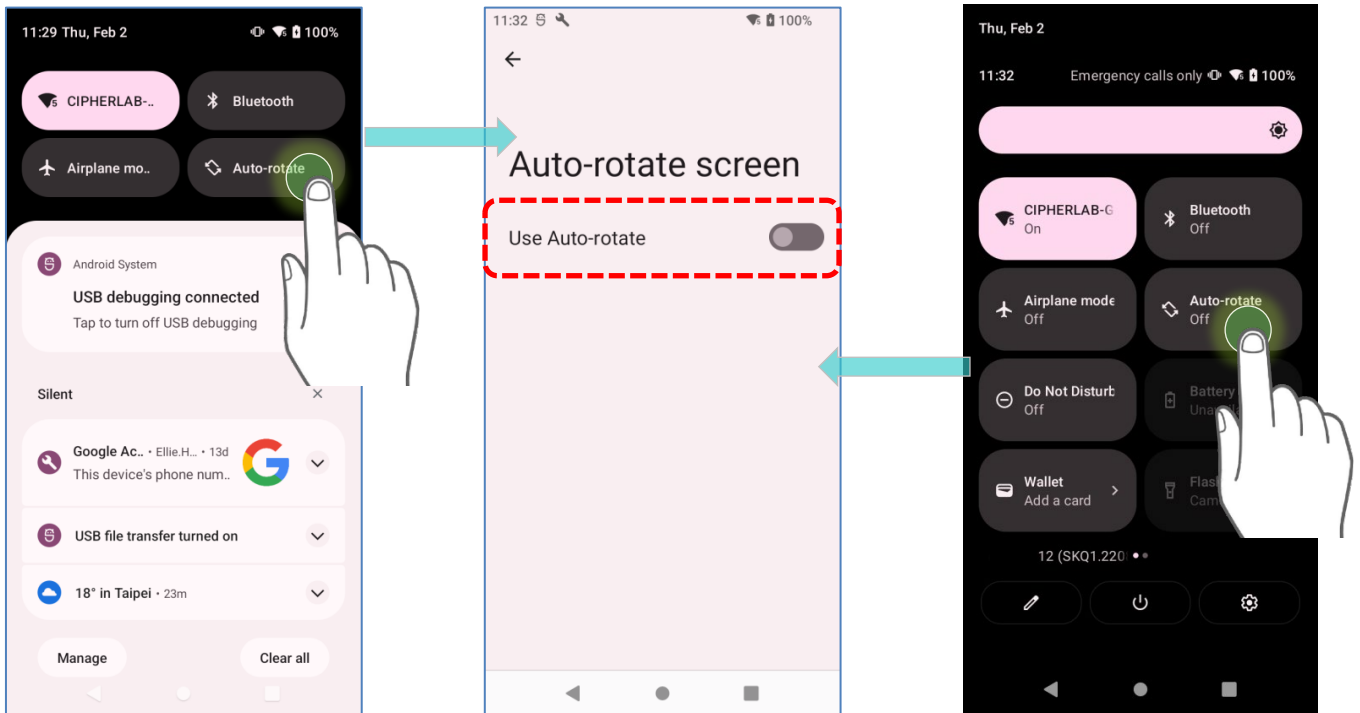 11:29 Thu, Feb 2
100%
CIPHERLAB-..
Bluetooth
Airplane mo..
Auto-rotate
Android System
USB debugging connected
Tap to turn off USB debugging
Silent
Google Ac.. • Ellie.H... • 13d
This device's phone num..
USB file transfer turned on
18° in Taipei • 23m
Manage
Clear all
11:32
100%
Auto-rotate screen
Use Auto-rotate
Thu, Feb 2
11:32
Emergency calls only
100%
CIPHERLAB-G
On
Bluetooth
Off
Airplane mode
Off
Auto-rotate
Off
Do Not Disturb
Off
Battery
Wallet
Add a card
12 (SKQ1.220